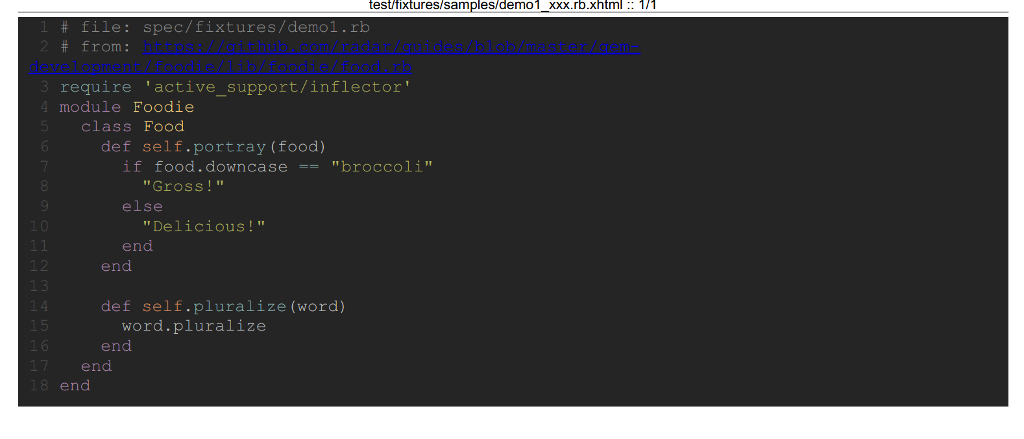 test/fixtures/samples/demo1_xxx.rb.xhtml :: 1/1
1 # file: spec/fixtures/demo1.rb
2 # from: https://github.com/radar/guides/blob/master/gem-
development/foodie/lib/foodie/food.rb
3 require 'active_support/inflector'
4 module Foodie
5   class Food
6     def self.portray(food)
7       if food.downcase == "broccoli"
8         "Gross!"
9       else
10         "Delicious!"
11       end
12     end
13
14     def self.pluralize(word)
15       word.pluralize
16     end
17   end
18 end